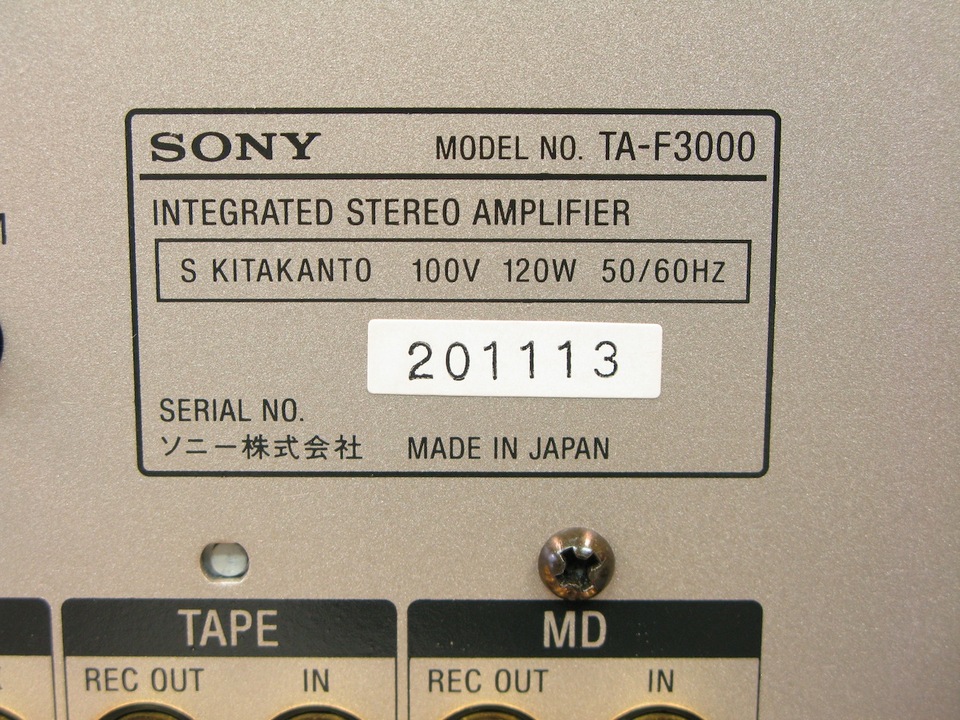 SONY MODEL NO. TA-F3000
INTEGRATED STEREO AMPLIFIER
S KITAKANTO 100V 120W 50/60Hz
201113
SERIAL NO.
ソニー株式会社 MADE IN JAPAN
TAPE MD
REC OUT IN REC OUT IN